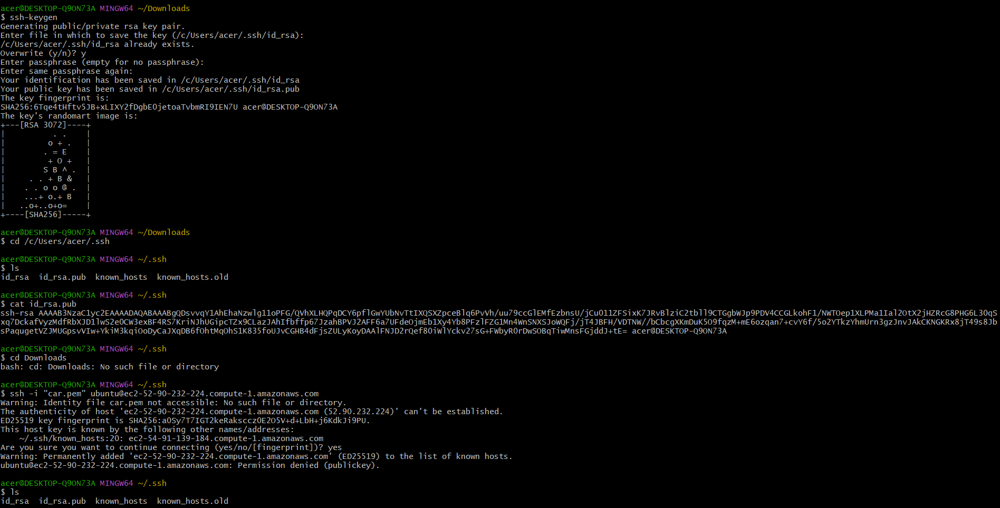 acer@DESKTOP-Q9ON73A MINGW64 ~/Downloads
$ ssh-keygen
Generating public/private rsa key pair.
Enter file in which to save the key (/c/Users/acer/.ssh/id_rsa):
/c/Users/acer/.ssh/id_rsa already exists.
Overwrite (y/n)? y
Enter passphrase (empty for no passphrase):
Enter same passphrase again:
Your identification has been saved in /c/Users/acer/.ssh/id_rsa
Your public key has been saved in /c/Users/acer/.ssh/id_rsa.pub
The key fingerprint is:
SHA256:6Tqe4tHftv5JB+xLIXY2fDgbEOjetoaTvbmRI9IEN7U acer@DESKTOP-Q9ON73A
The key's randomart image is:
+---[RSA 3072]----+
|          . .    |
|         o + .   |
|        . = E    |
|         + O +   |
|        S B ^ .  |
|     . . + B &   |
|    . . o o @ .  |
|    ...+ o.+ B   |
|   ..o+..o+o=    |
+----[SHA256]-----+
acer@DESKTOP-Q9ON73A MINGW64 ~/Downloads
$ cd /c/Users/acer/.ssh
acer@DESKTOP-Q9ON73A MINGW64 ~/.ssh
$ ls
id_rsa  id_rsa.pub  known_hosts  known_hosts.old
acer@DESKTOP-Q9ON73A MINGW64 ~/.ssh
$ cat id_rsa.pub
ssh-rsa AAAAB3NzaC1yc2EAAAADAQABAAABgQDsvvqY1AhEhaNzwlg11oPFG/QVhXLHQPqDCY6pflGwYUbNvTtIXQSXZpceBlq6PvVh/uu79ccGlEMfEzbnsU/jCuO11ZFSixK7JRvBlziC2tbll9CTGgbWJp9PDV4CCGLkohF1/NWTOep1XLPMa1Ial2OtX2jHZRcG8PHG6L3OqS
xq7DckafVyzMdfRbXJD1lwS2eOCW3exBF4RS7KriNJhUGipcTZx9CLazJAhIfbffp67JzahBPVJ2AFF6a7UFdeOjmEb1Xy4Yb8PFzlFZG1Mn4WnSNXSJoWQFj/jT4JBFH/VDTNW//bCbcgXKmDuK5O9fqzM+mE6ozqan7+cvY6f/5o2YTkzYhmUrn3gzJnvJAkCKNGKRx8jT49s8Jb
sPaqugetVZJMUGpsvVIw+YkiM3kqiOoDyCaJXqDB6fOhtMqOhS1K835foUJvCGHB4dFjsZULyKoyDAAlFNJD2rQef8OiWlYckv27sG+FWbyROrDwSOBqTiwMnsFGjddJ+tE= acer@DESKTOP-Q9ON73A
acer@DESKTOP-Q9ON73A MINGW64 ~/.ssh
$ cd Downloads
bash: cd: Downloads: No such file or directory
acer@DESKTOP-Q9ON73A MINGW64 ~/.ssh
$ ssh -i "car.pem" ubuntu@ec2-52-90-232-224.compute-1.amazonaws.com
Warning: Identity file car.pem not accessible: No such file or directory.
The authenticity of host 'ec2-52-90-232-224.compute-1.amazonaws.com (52.90.232.224)' can't be established.
ED25519 key fingerprint is SHA256:aOSy7T7IGT2keRaksccz0E2O5V+d+LbH+j6KdkJi9PU.
This host key is known by the following other names/addresses:
    ~/.ssh/known_hosts:20: ec2-54-91-139-184.compute-1.amazonaws.com
Are you sure you want to continue connecting (yes/no/[fingerprint])? yes
Warning: Permanently added 'ec2-52-90-232-224.compute-1.amazonaws.com' (ED25519) to the list of known hosts.
ubuntu@ec2-52-90-232-224.compute-1.amazonaws.com: Permission denied (publickey).
acer@DESKTOP-Q9ON73A MINGW64 ~/.ssh
$ ls
id_rsa  id_rsa.pub  known_hosts  known_hosts.old